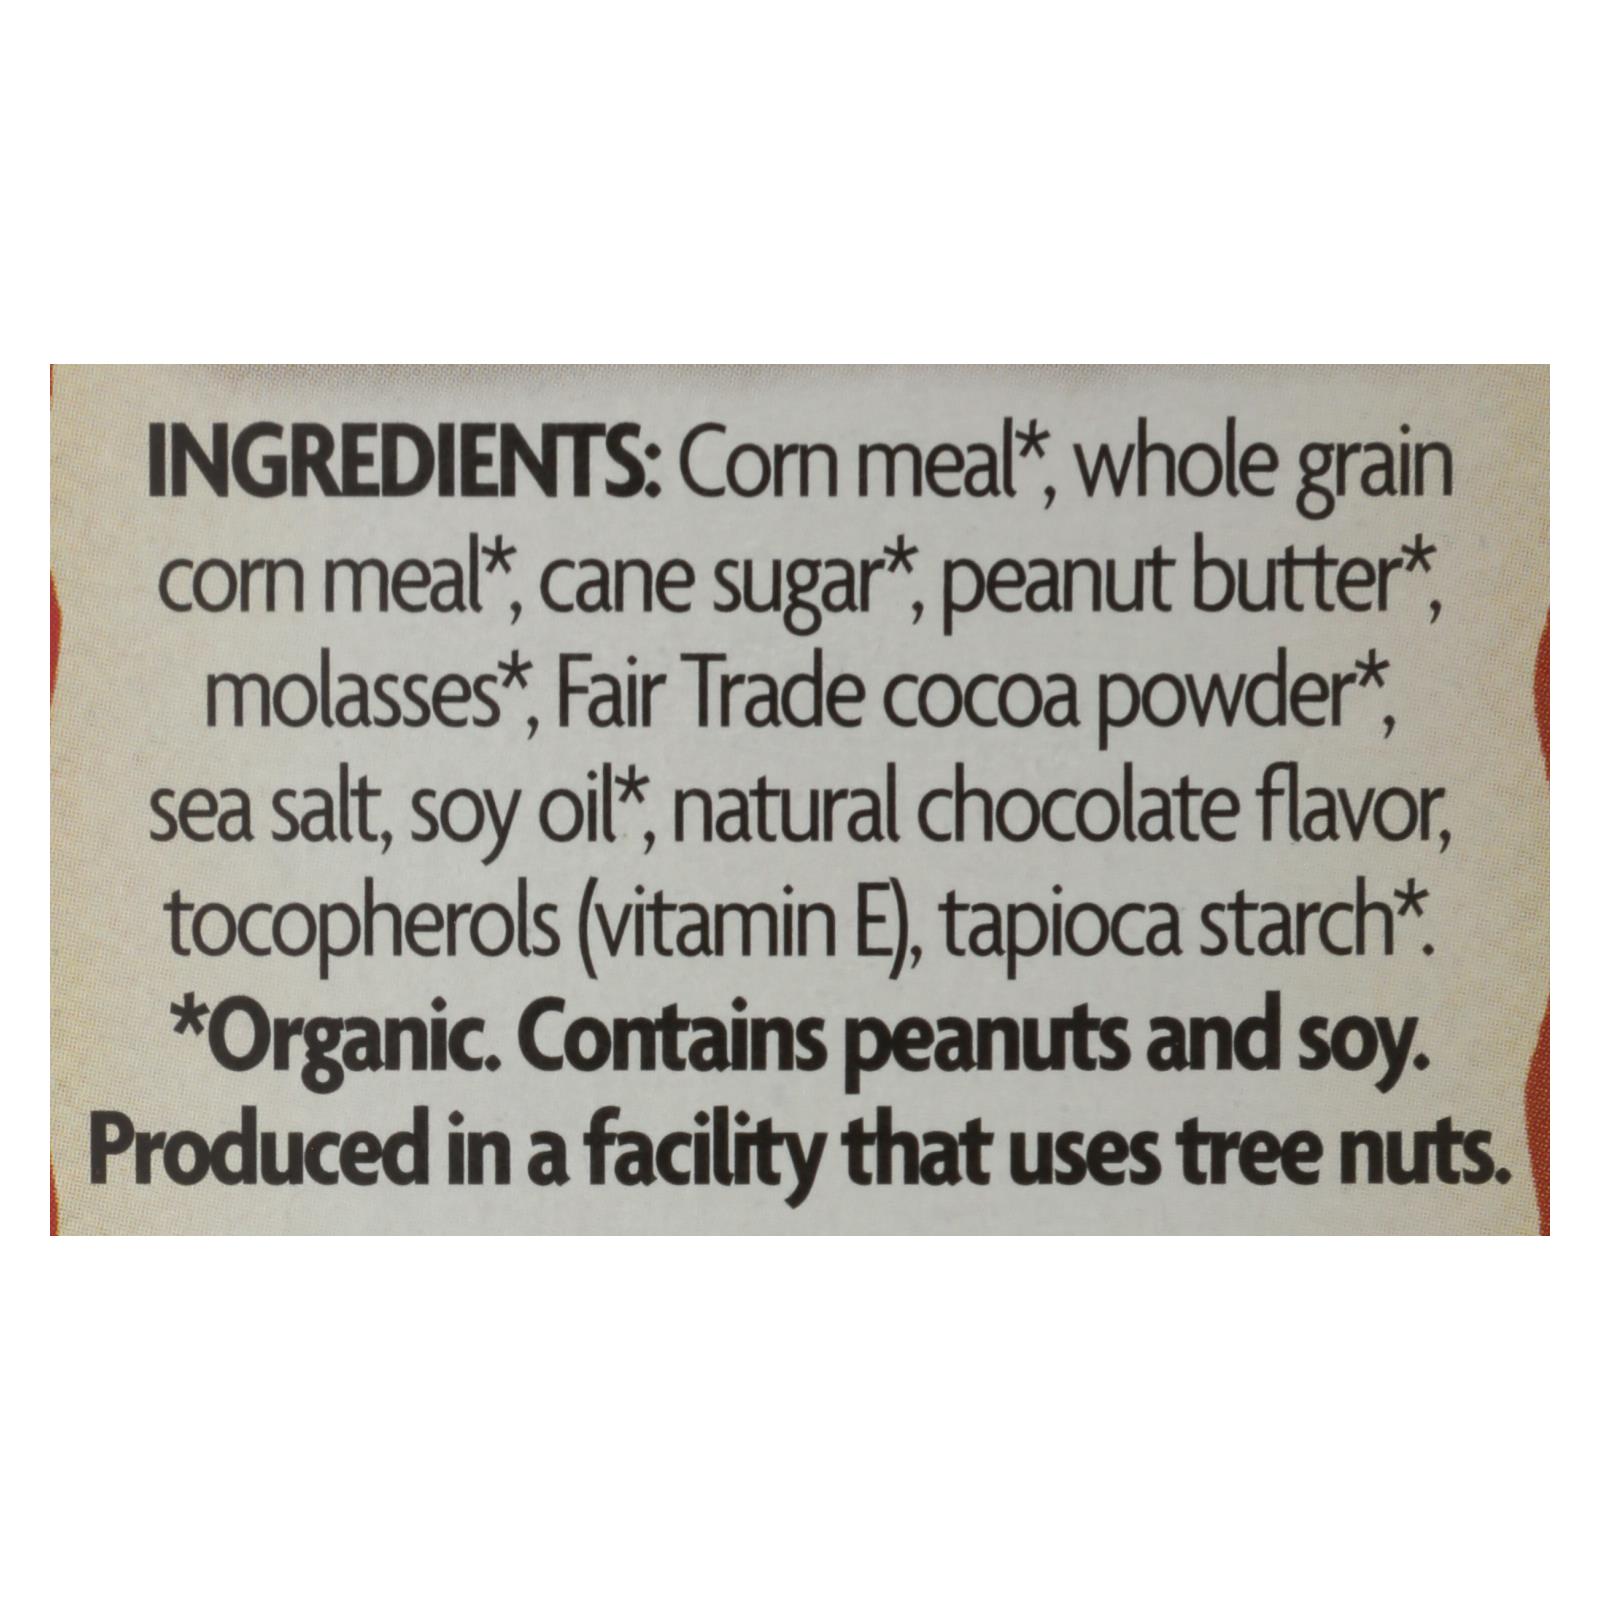 INGREDIENTS: Corn meal*, whole grain
corn meal*, cane sugar*, peanut butter*,
molasses*, Fair Trade cocoa powder*,
sea salt, soy oil*, natural chocolate flavor,
tocopherols (vitamin E), tapioca starch*.
*Organic. Contains peanuts and soy.
Produced in a facility that uses tree nuts.